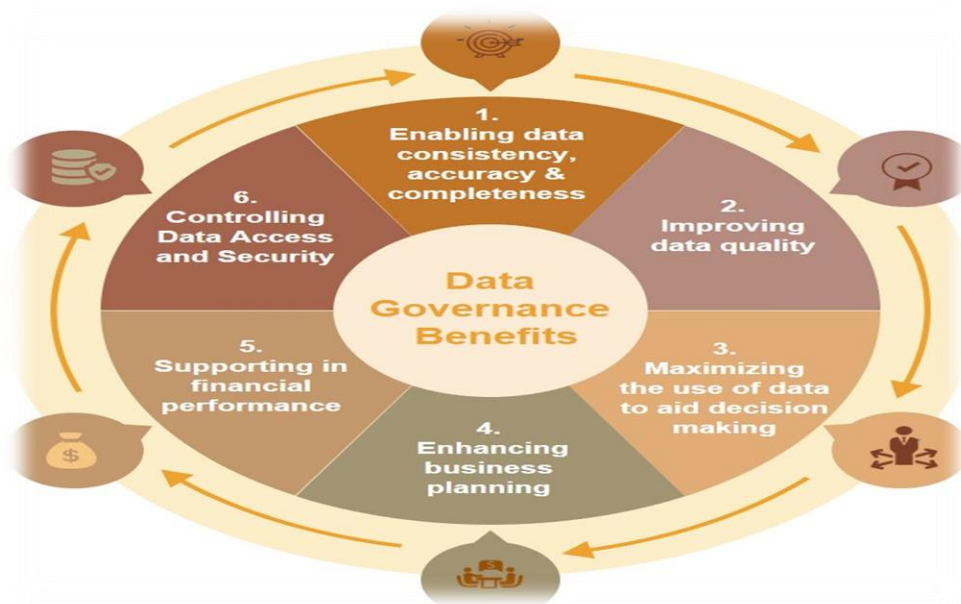 Data
Governance
Benefits
1.
Enabling data
consistency,
accuracy &
completeness
2.
Improving
data quality
3.
Maximizing
the use of data
to aid decision
making
4.
Enhancing
business
planning
5.
Supporting in
financial
performance
6.
Controlling
Data Access
and Security
$
$